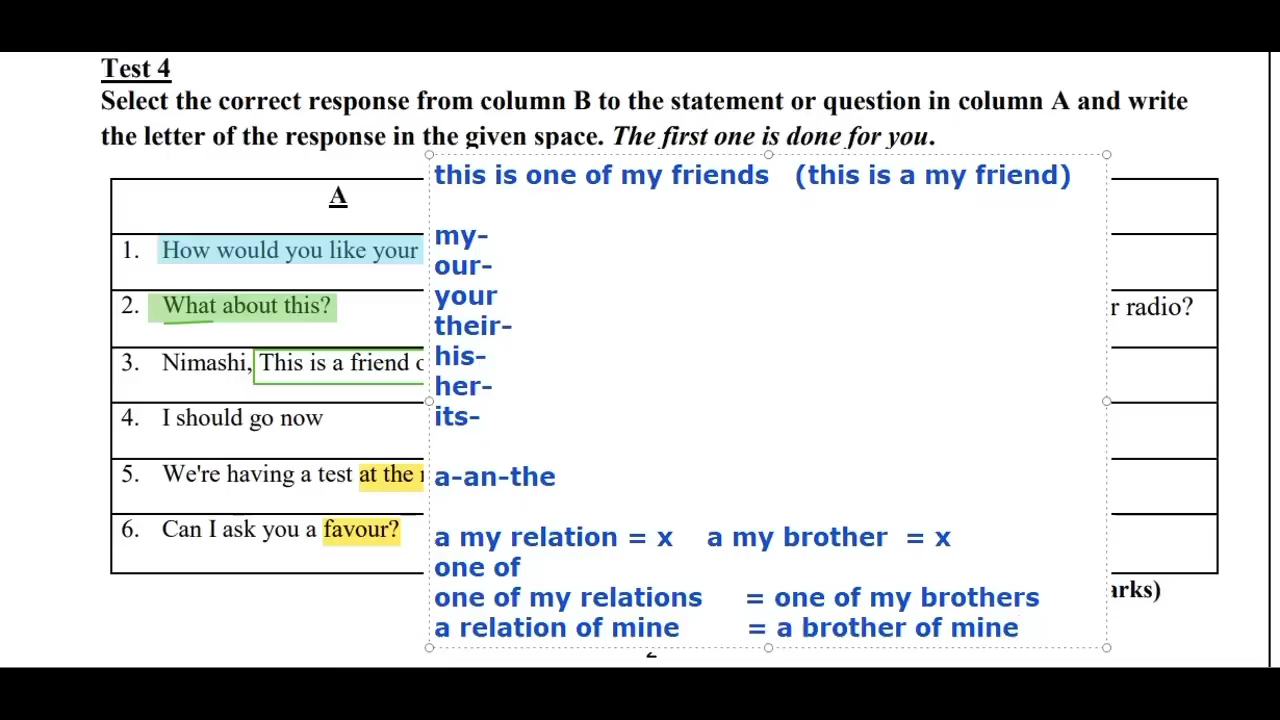 Test 4
Select the correct response from column B to the statement or question in column A and write
the letter of the response in the given space. The first one is done for you.
this is one of my friends (this is a my friend)
A
my-
1. How would you like your
our-
your
2. What about this?
r radio?
their-
his-
3. Nimashi, This is a friend
her-
its-
4. I should go now
5. We're having a test at the
a-an-the
6. Can I ask you a favour?
a my relation = x a my brother = x
one of
one of my relations = one of my brothers
a relation of mine = a brother of mine